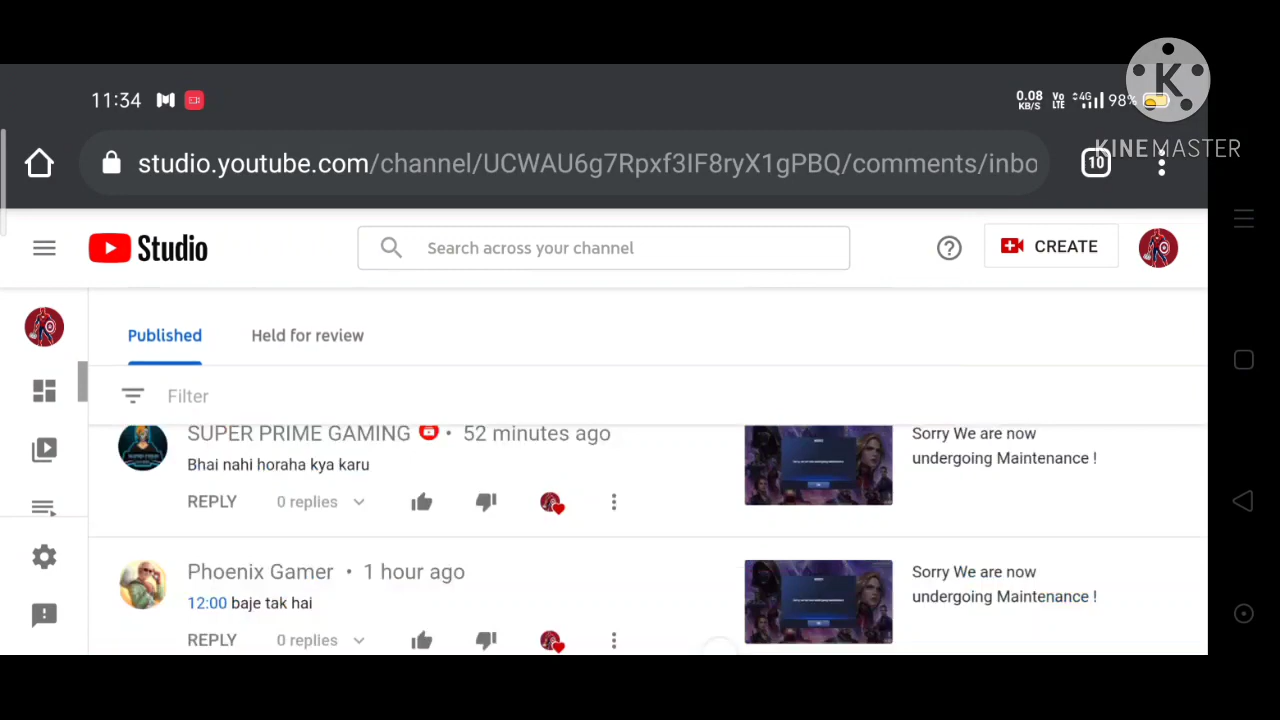 11:34
0.08 KB/S Vo LTE 4G 98%
KINEMASTER
studio.youtube.com/channel/UCWAU6g7Rpxf3IF8ryX1gPBQ/comments/inbo
10
Studio
Search across your channel
CREATE
Published
Held for review
Filter
SUPER PRIME GAMING • 52 minutes ago
Bhai nahi horaha kya karu
REPLY
0 replies
Sorry We are now
undergoing Maintenance !
Phoenix Gamer • 1 hour ago
12:00 baje tak hai
REPLY
0 replies
Sorry We are now
undergoing Maintenance !